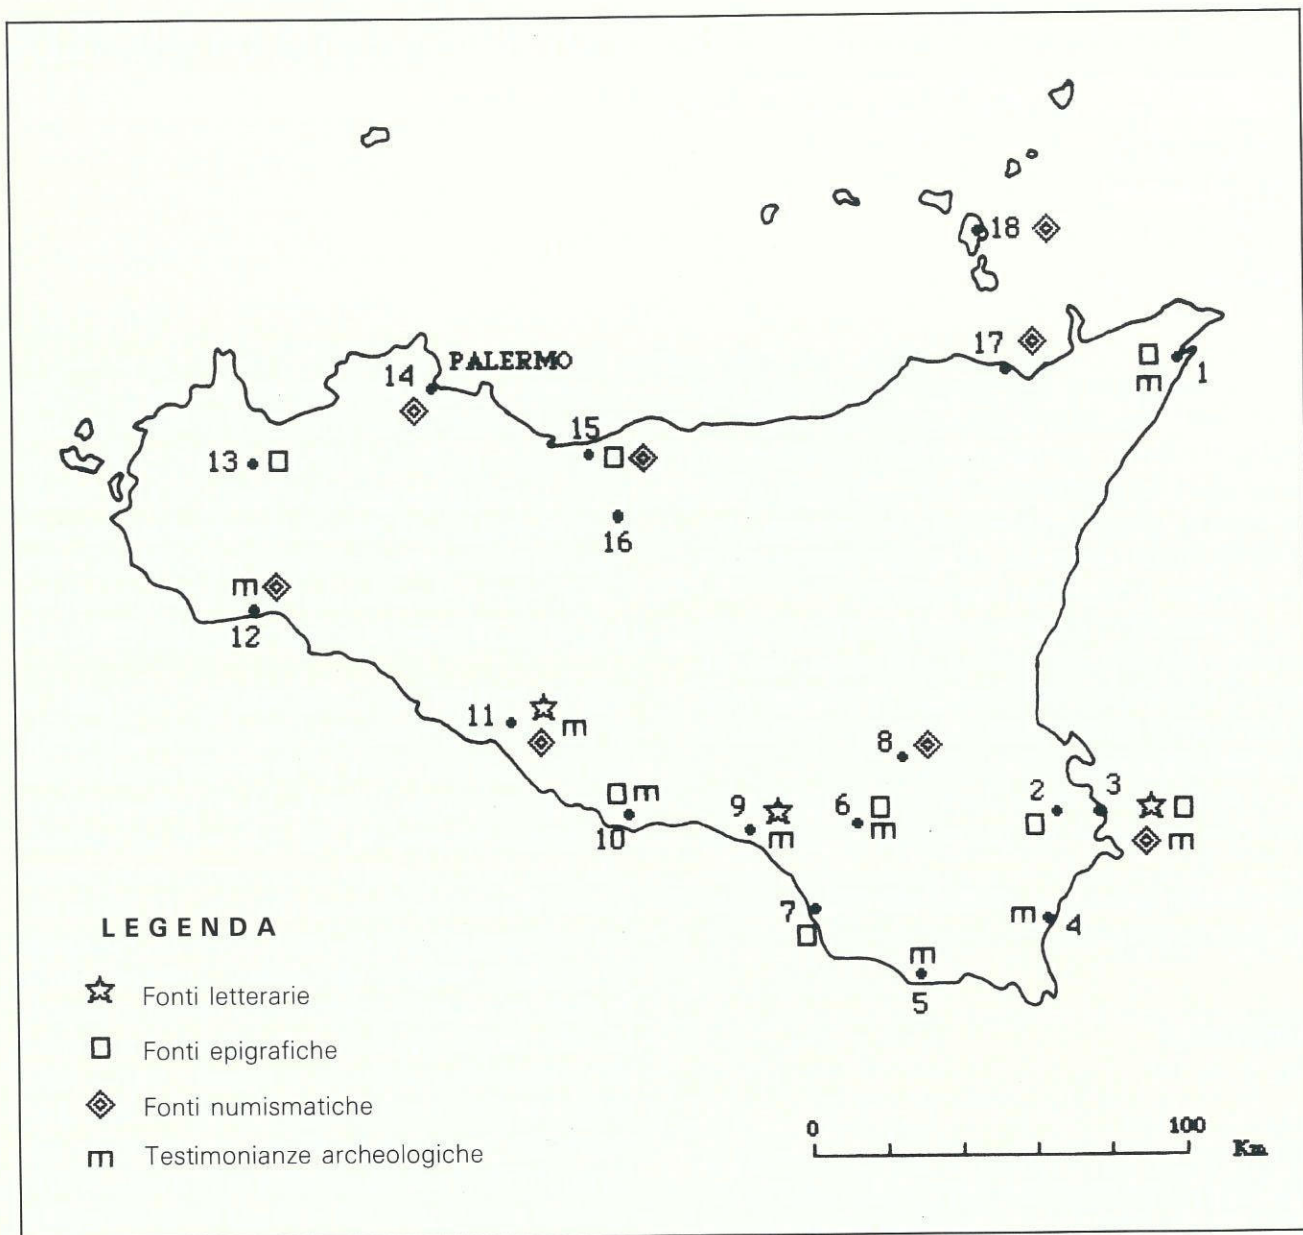 18
17
1
14
PALERMO
15
13
16
m
m
12
11
m
8
m
10
9
m
6
m
2
3
m
7
m
4
m
5
LEGENDA
Fonti letterarie
Fonti epigrafiche
Fonti numismatiche
m Testimonianze archeologiche
0 100
Km